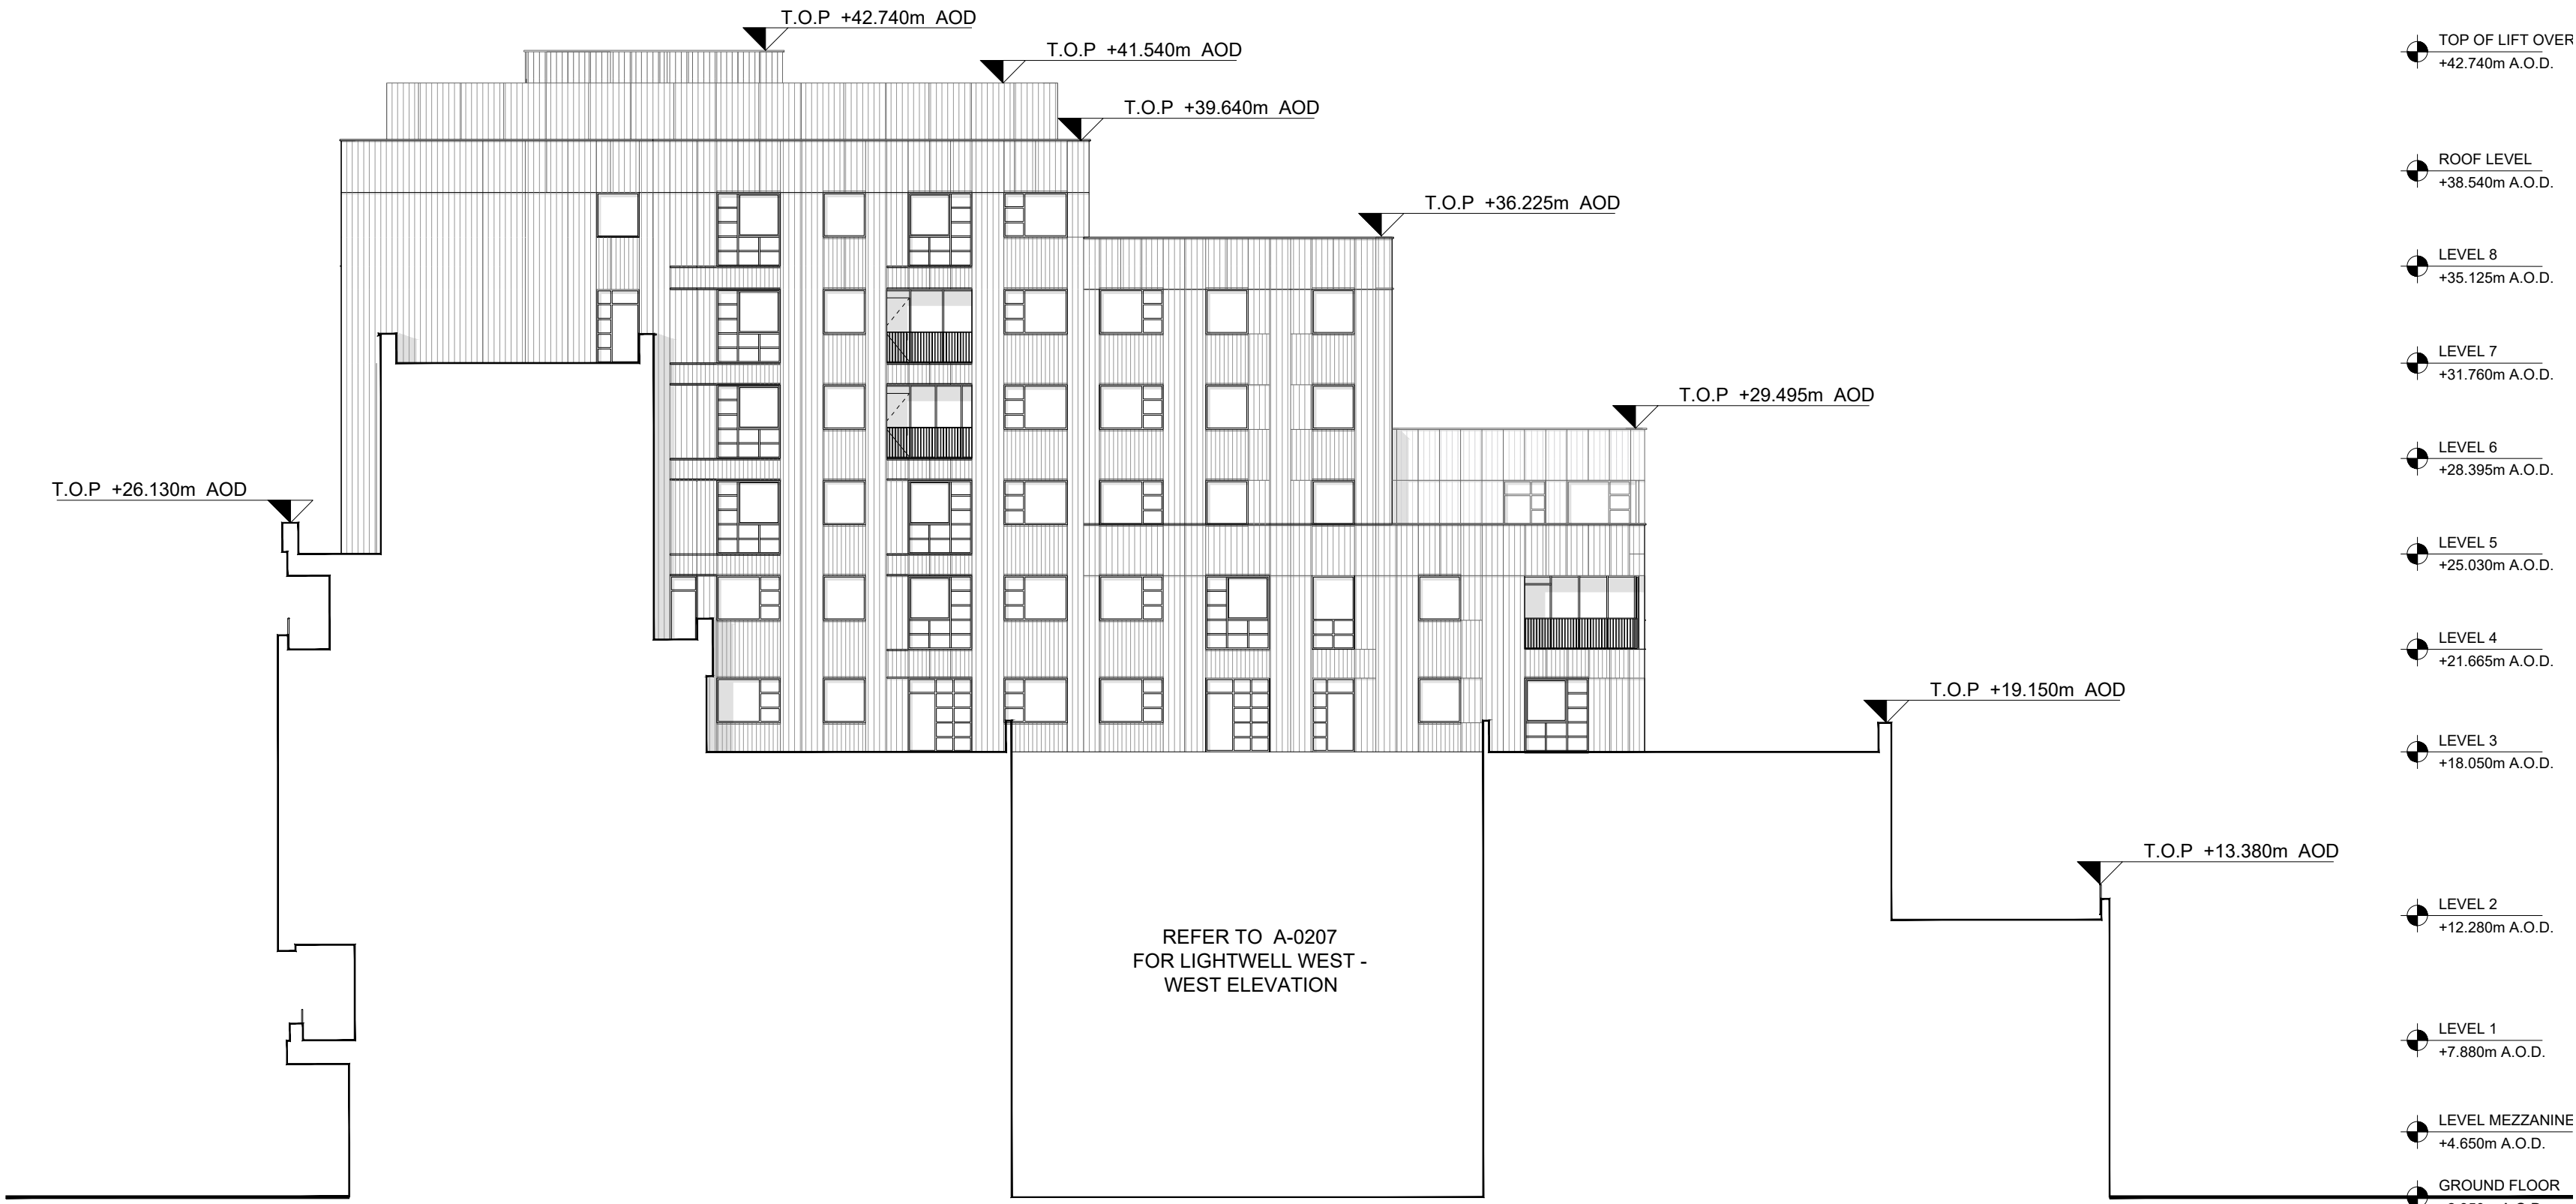 T.O.P +42.740m AOD
T.O.P +41.540m AOD
T.O.P +39.640m AOD
T.O.P +36.225m AOD
T.O.P +29.495m AOD
T.O.P +26.130m AOD
T.O.P +19.150m AOD
T.O.P +13.380m AOD
REFER TO A-0207
FOR LIGHTWELL WEST -
WEST ELEVATION
TOP OF LIFT OVER
+42.740m A.O.D.
ROOF LEVEL
+38.540m A.O.D.
LEVEL 8
+35.125m A.O.D.
LEVEL 7
+31.760m A.O.D.
LEVEL 6
+28.395m A.O.D.
LEVEL 5
+25.030m A.O.D.
LEVEL 4
+21.665m A.O.D.
LEVEL 3
+18.050m A.O.D.
LEVEL 2
+12.280m A.O.D.
LEVEL 1
+7.880m A.O.D.
LEVEL MEZZANINE
+4.650m A.O.D.
GROUND FLOOR